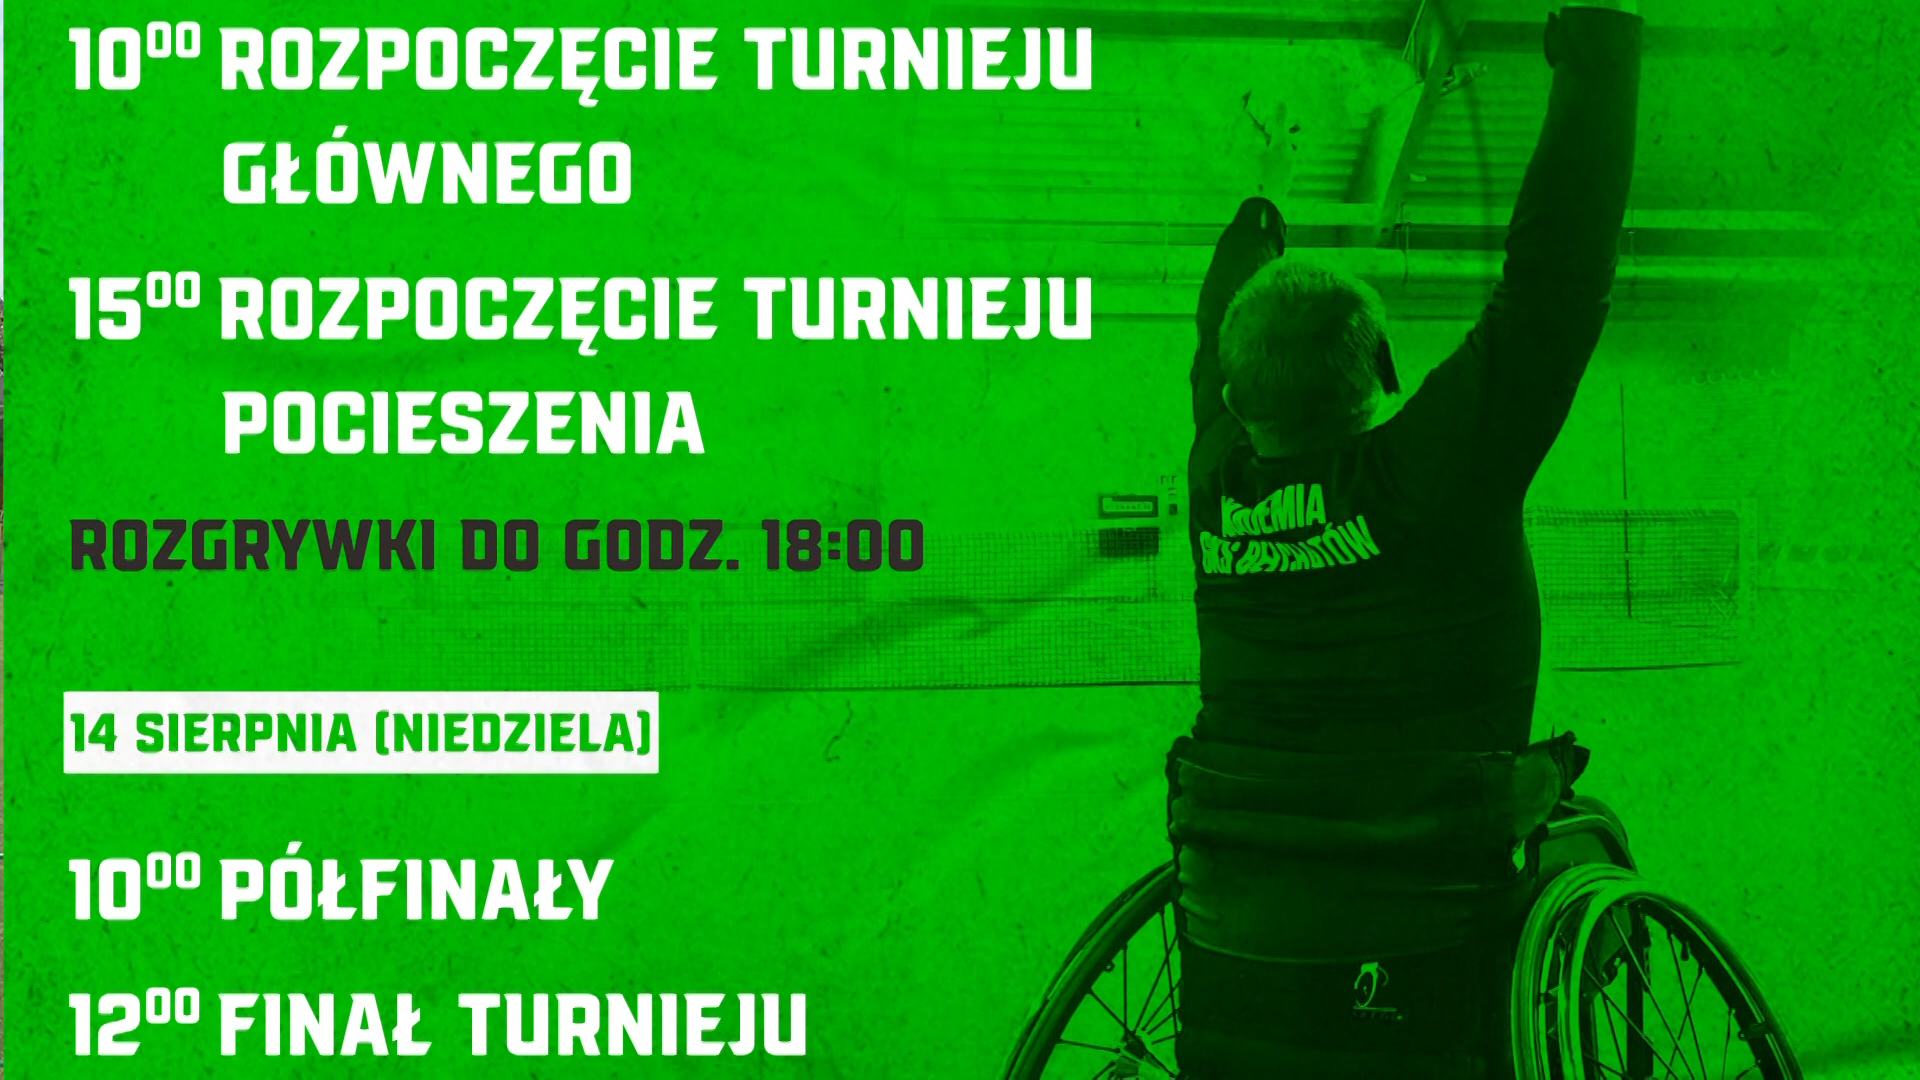 10⁰⁰ ROZPOCZĘCIE TURNIEJU
GŁÓWNEGO
15⁰⁰ ROZPOCZĘCIE TURNIEJU
POCIESZENIA
ROZGRYWKI DO GODZ. 18:00
14 SIERPNIA (NIEDZIELA)
10⁰⁰ PÓŁFINAŁY
12⁰⁰ FINAŁ TURNIEJU